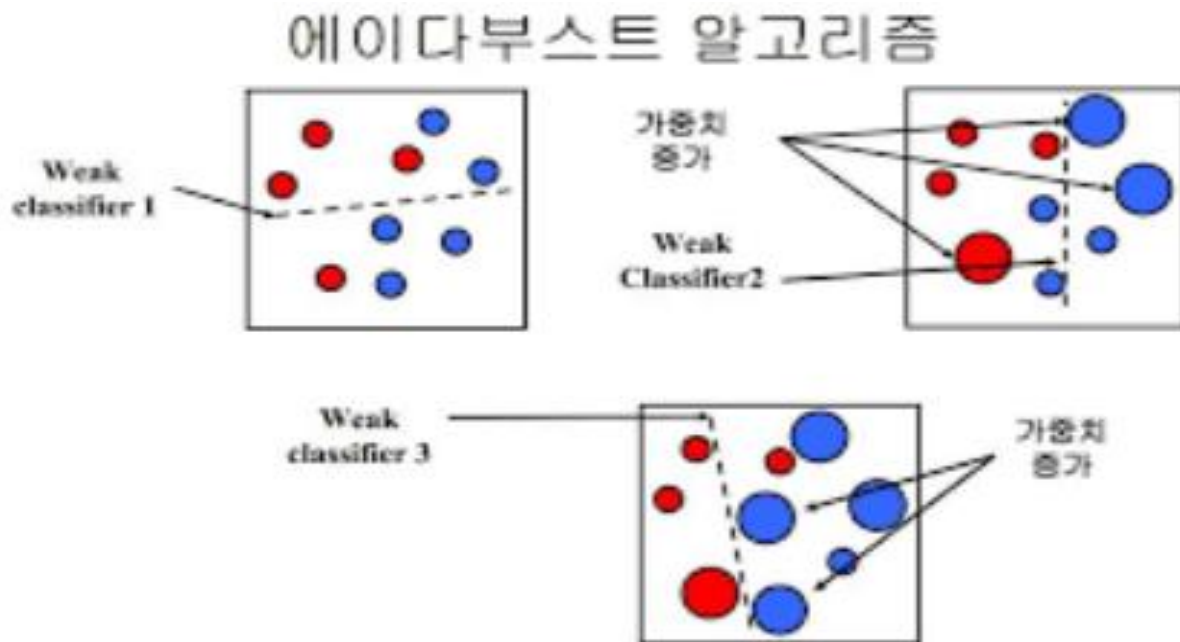 에이다부스트 알고리즘
Weak
classifier 1
가중치
증가
Weak
Classifier2
Weak
classifier 3
가중치
증가